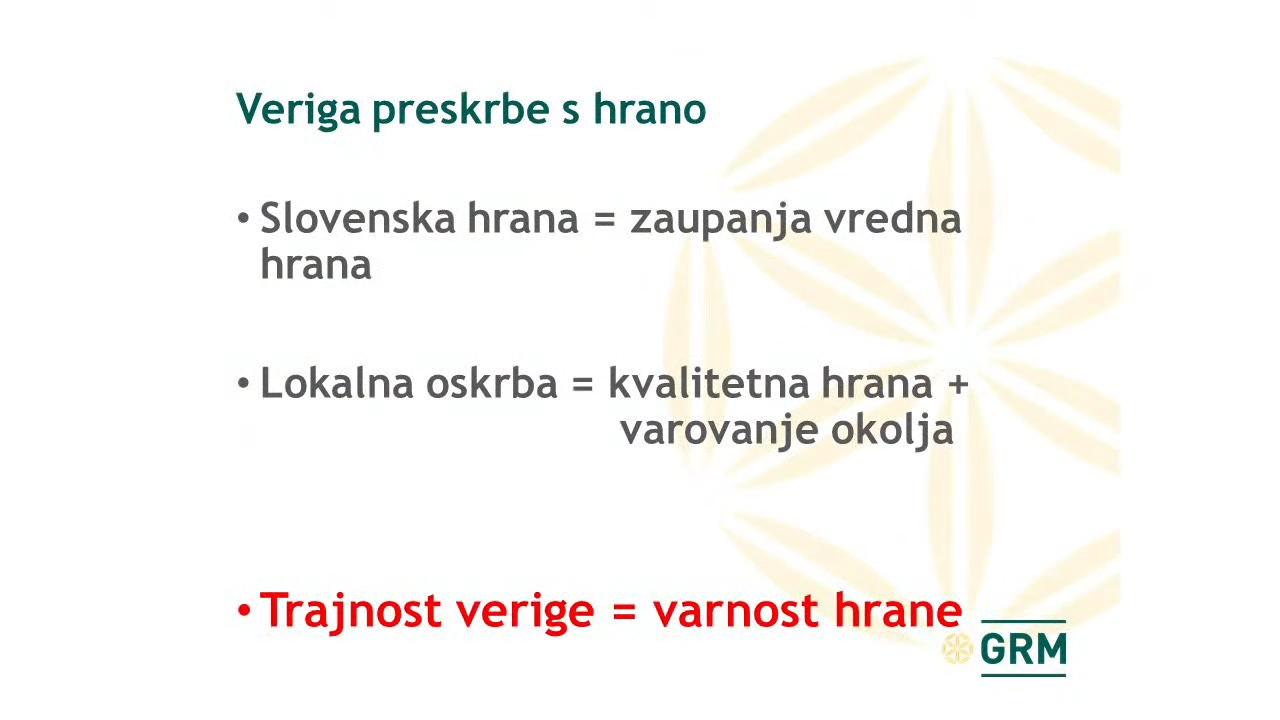 Veriga preskrbe s hrano
• Slovenska hrana = zaupanja vredna
hrana
• Lokalna oskrba = kvalitetna hrana +
varovanje okolja
• Trajnost verige = varnost hrane
GRM